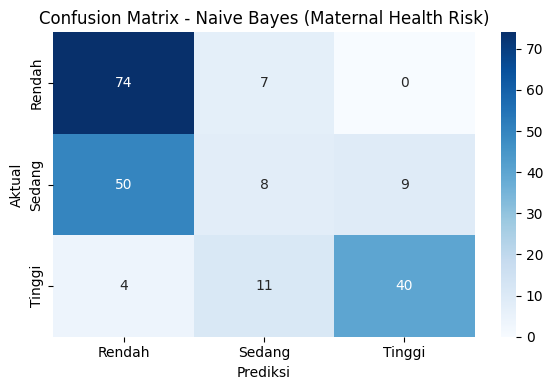 Confusion Matrix - Naive Bayes (Maternal Health Risk)
Aktual
Rendah 74 7 0
Sedang 50 8 9
Tinggi 4 11 40
Rendah Sedang Tinggi
Prediksi
70
60
50
40
30
20
10
0